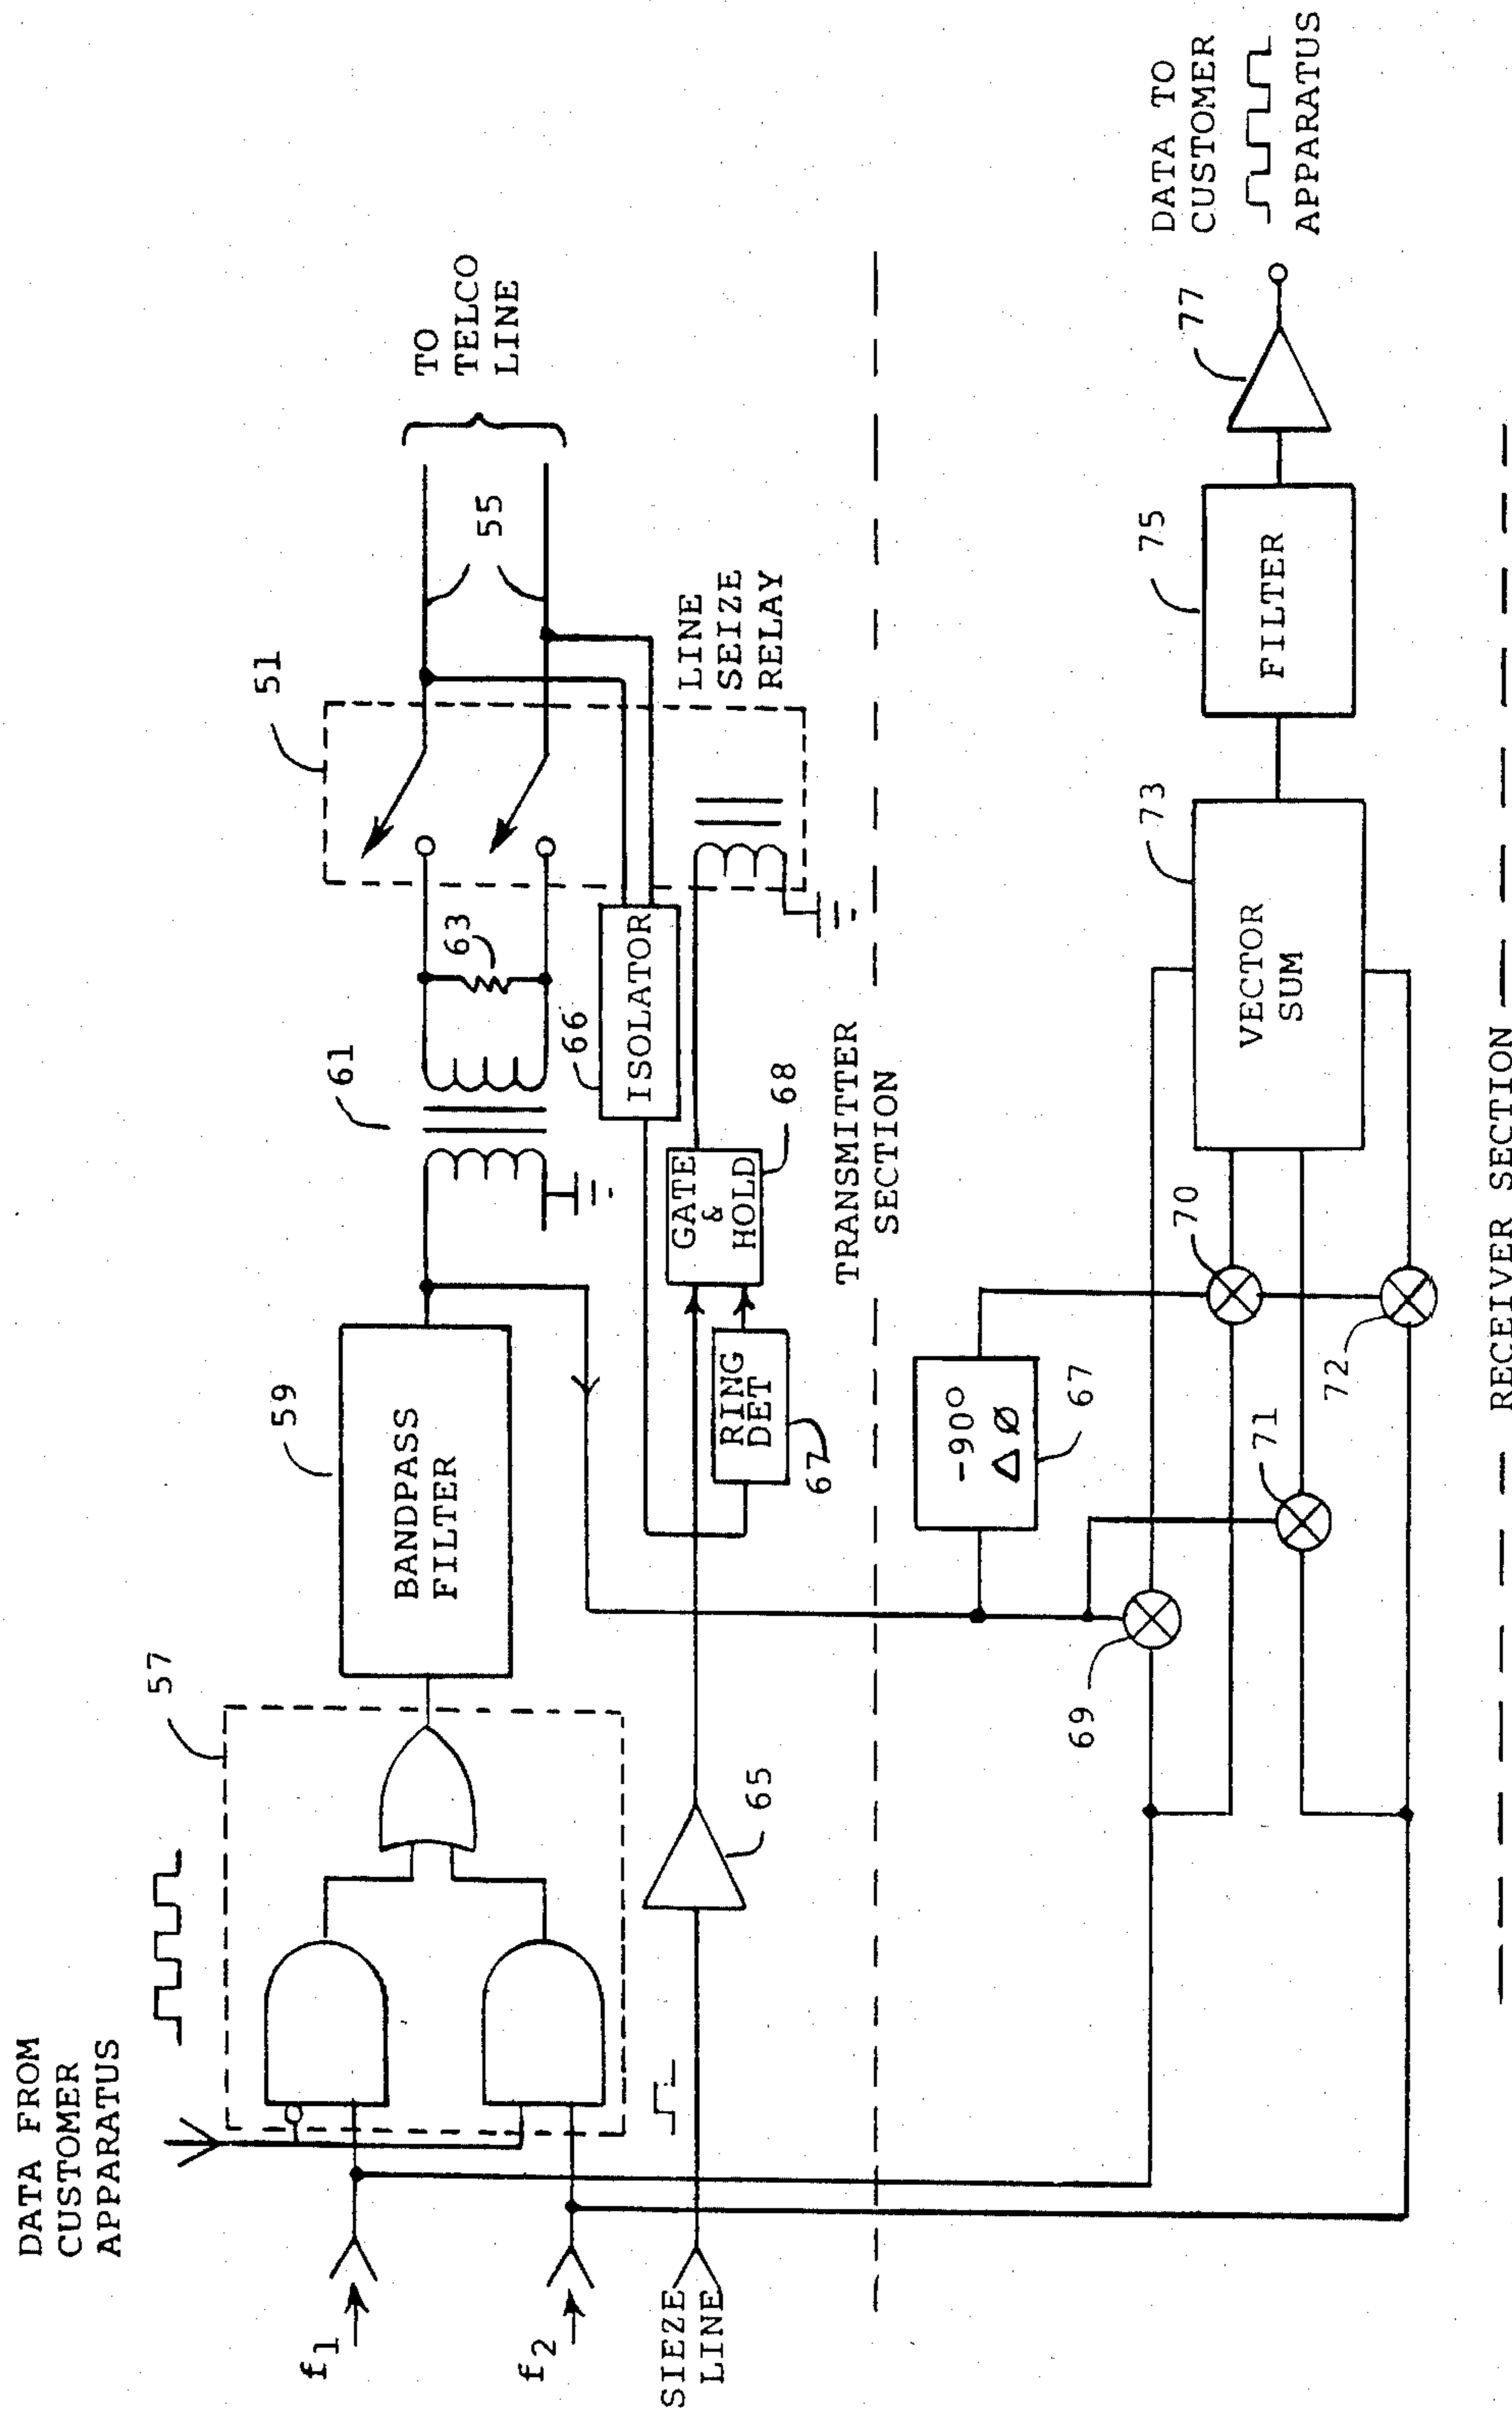 DATA FROM
CUSTOMER
APPARATUS
57
59
BANDPASS
FILTER
61
63
51
55
TO
TELCO
LINE
f1
f2
SIEZE
LINE
65
67
RING
DET
GATE
&
HOLD
68
66
ISOLATOR
LINE
SEIZE
RELAY
TRANSMITTER
SECTION
-90°
Δ Ø
67
69
70
71
72
73
VECTOR
SUM
75
FILTER
77
DATA TO
CUSTOMER
APPARATUS
RECEIVER SECTION